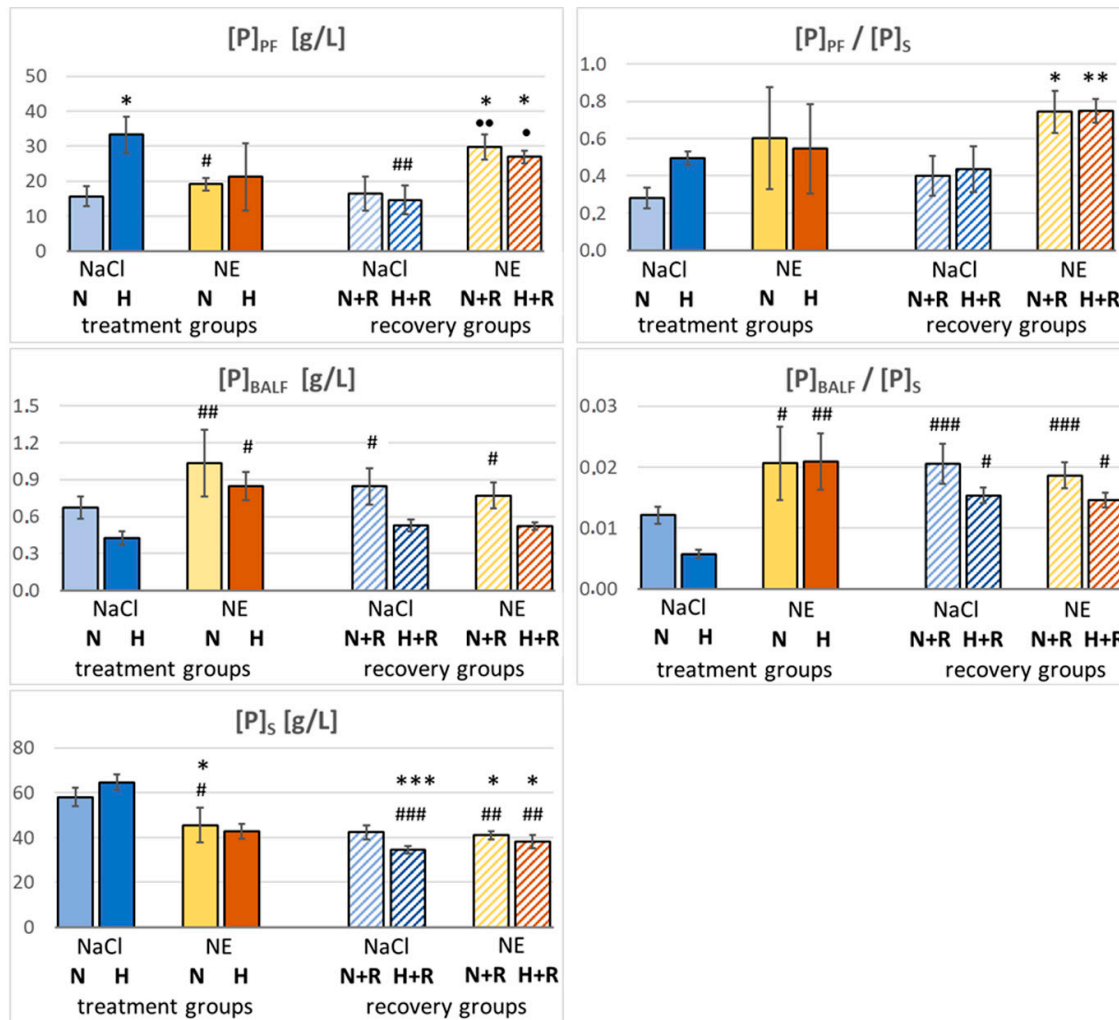 [P]PF [g/L]
50
* * *
40
•• •
30
# ##
20
10
0
NaCl NE NaCl NE
N H N H N+R H+R N+R H+R
treatment groups recovery groups
[P]PF / [P]S
1.0
* **
0.8
0.6
0.4
0.2
0.0
NaCl NE NaCl NE
N H N H N+R H+R N+R H+R
treatment groups recovery groups
[P]BALF [g/L]
1.5
##
# # #
1.2
0.9
0.6
0.3
0.0
NaCl NE NaCl NE
N H N H N+R H+R N+R H+R
treatment groups recovery groups
[P]BALF / [P]S
0.03
# ## ### ###
# #
0.02
0.01
0.00
NaCl NE NaCl NE
N H N H N+R H+R N+R H+R
treatment groups recovery groups
[P]S [g/L]
80
* *** * *
60
# ### ## ##
40
20
0
NaCl NE NaCl NE
N H N H N+R H+R N+R H+R
treatment groups recovery groups